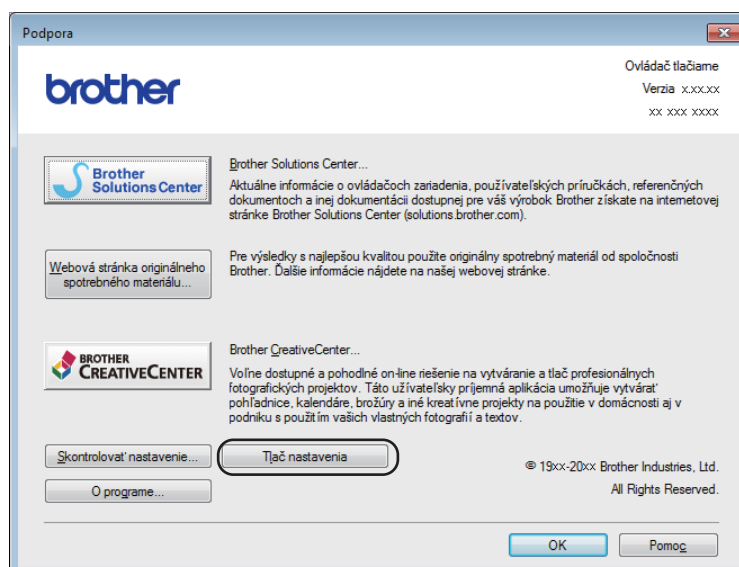 Podpora
brother
Ovládač tlačiarne
Verzia x.xx.xx
xx xxx xxxx
Brother
Solutions Center
Brother Solutions Center...
Aktuálne informácie o ovládačoch zariadenia, používateľských príručkách, referenčných
dokumentoch a inej dokumentácii dostupnej pre váš výrobok Brother získate na internetovej
stránke Brother Solutions Center (solutions.brother.com).
Webová stránka originálneho
spotrebného materiálu...
Pre výsledky s najlepšou kvalitou použite originálny spotrebný materiál od spoločnosti
Brother. Ďalšie informácie nájdete na našej webovej stránke.
BROTHER
CREATIVECENTER
Brother CreativeCenter...
Voľne dostupné a pohodlné on-line riešenie na vytváranie a tlač profesionálnych
fotografických projektov. Táto užívateľsky príjemná aplikácia umožňuje vytvárať
pohľadnice, kalendáre, brožúry a iné kreatívne projekty na použitie v domácnosti aj v
podniku s použitím vašich vlastných fotografií a textov.
Skontrolovať nastavenie...
Tlač nastavenia
O programe...
© 19xx-20xx Brother Industries, Ltd.
All Rights Reserved.
OK
Pomoc